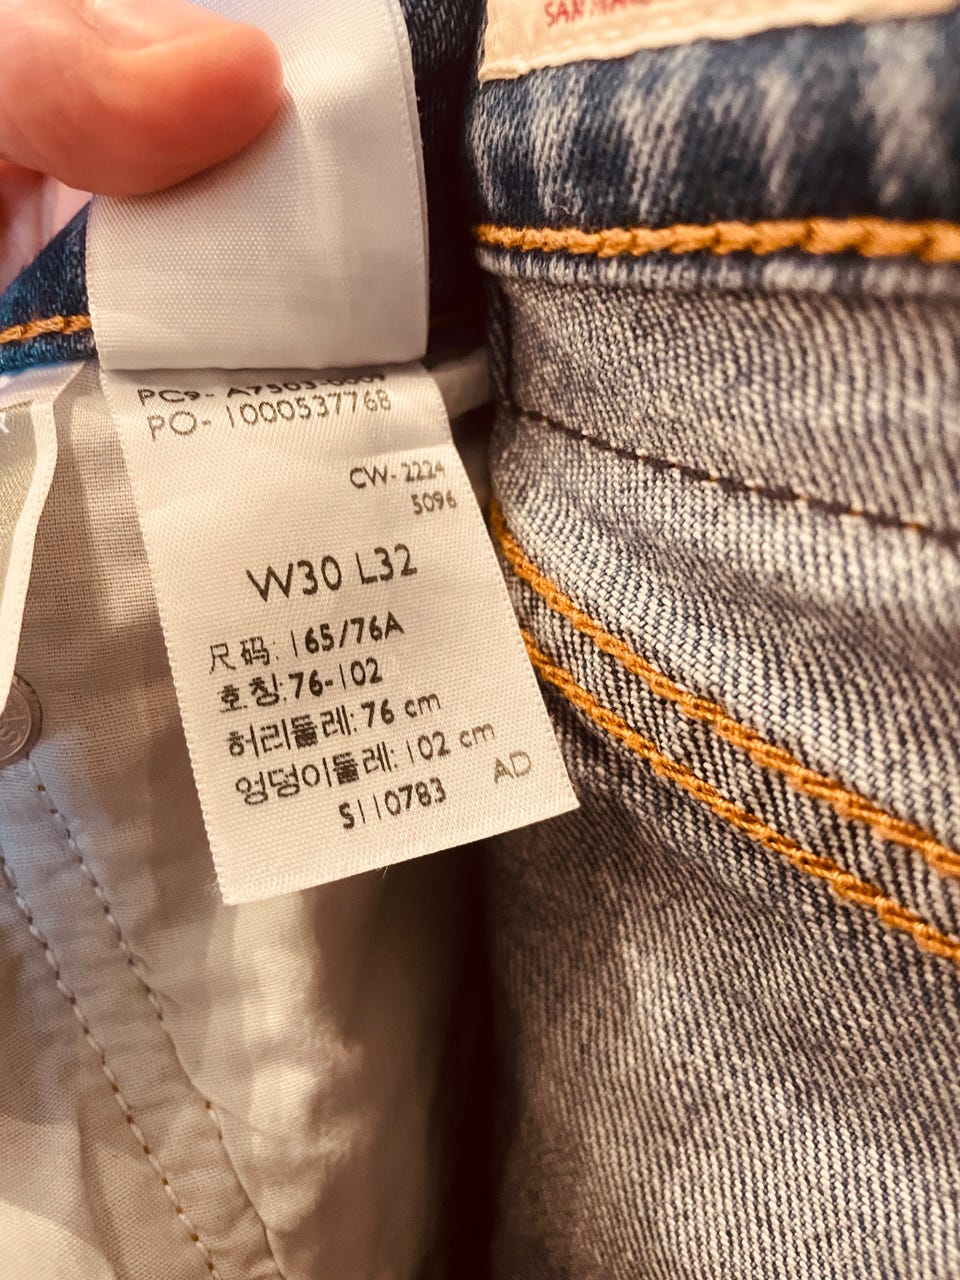 PO- 1000537768
CW- 2224
5096
W30 L32
尺码: 165/76A
호칭:76-102
허리둘레: 76 cm
엉덩이둘레: 102 cm
AD
S110783